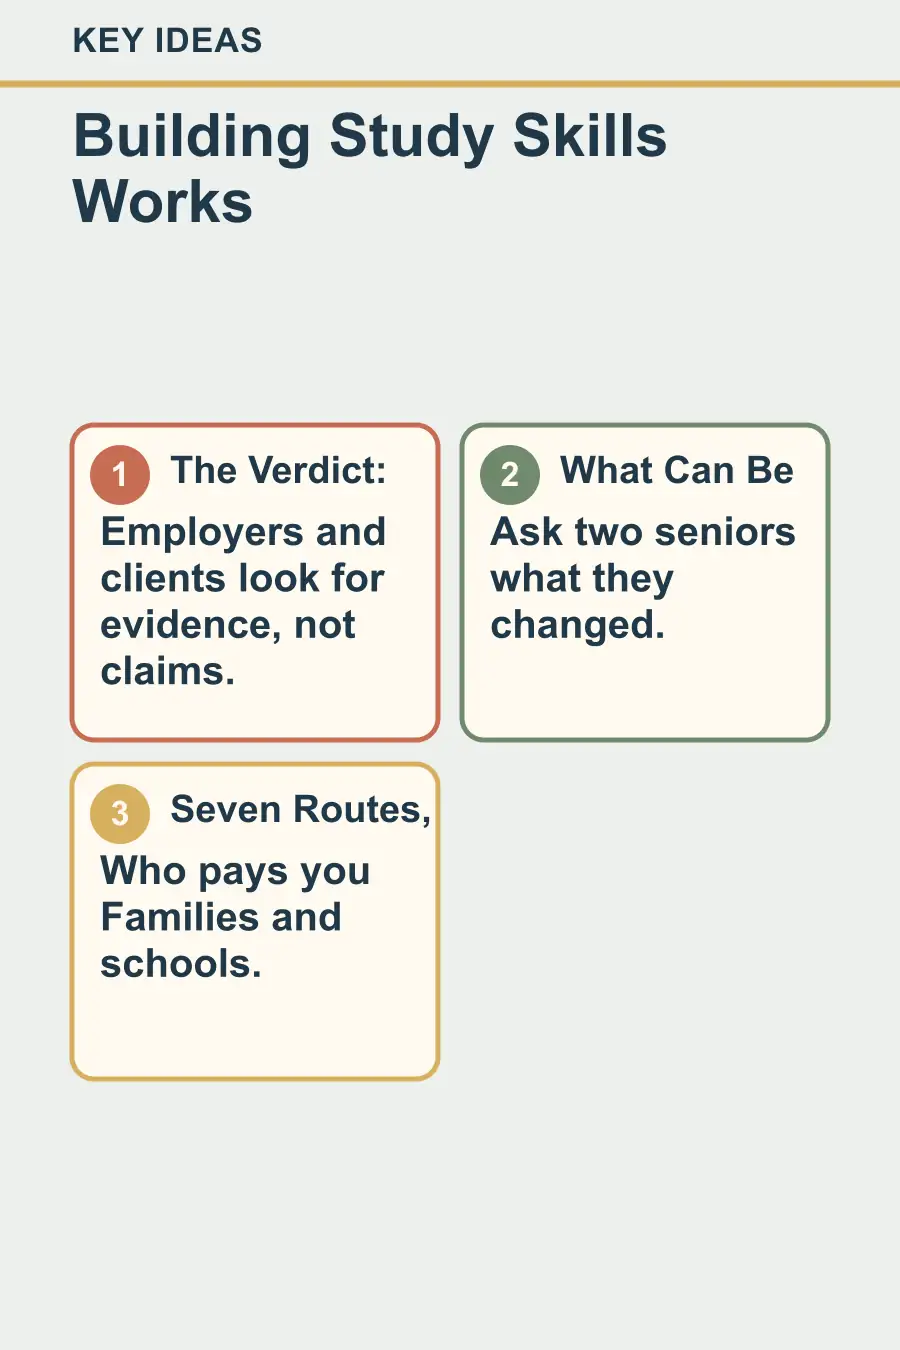 KEY IDEAS
Building Study Skills
Works
1 The Verdict:
Employers and
clients look for
evidence, not
claims.
2 What Can Be
Ask two seniors
what they
changed.
3 Seven Routes,
Who pays you
Families and
schools.